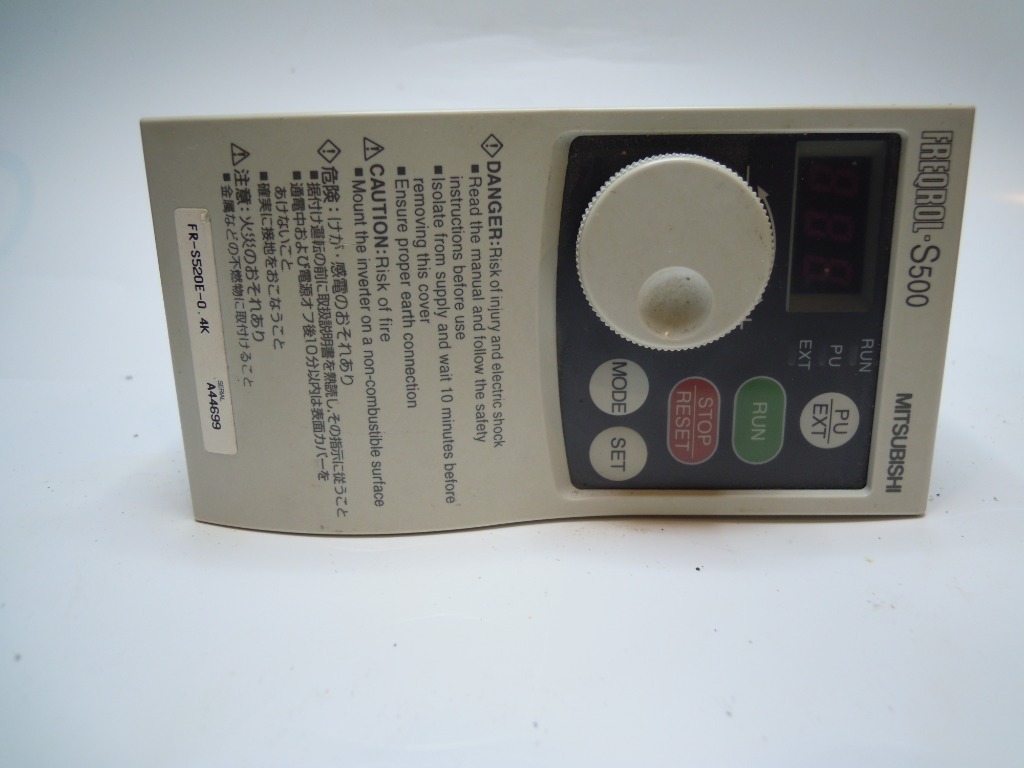 FREQROL-S500
MITSUBISHI
8.8.8
RUN
PU
EXT
PU
EXT
RUN
STOP
RESET
MODE
SET
DANGER:Risk of injury and electric shock
■Read the manual and follow the safety
instructions before use
■Isolate from supply and wait 10 minutes before
removing this cover
■Ensure proper earth connection
CAUTION:Risk of fire
■Mount the inverter on a non-combustible surface
危険：けが・感電のおそれあり
■据付け運転の前に取扱説明書を熟読し､その指示に従うこと
■通電中および電源オフ後10分以内は表面カバーを
あけないこと
■確実に接地をおこなうこと
注意：火災のおそれあり
■金属などの不燃物に取付けること
FR-S520E-0.4K
SERIAL
A44699